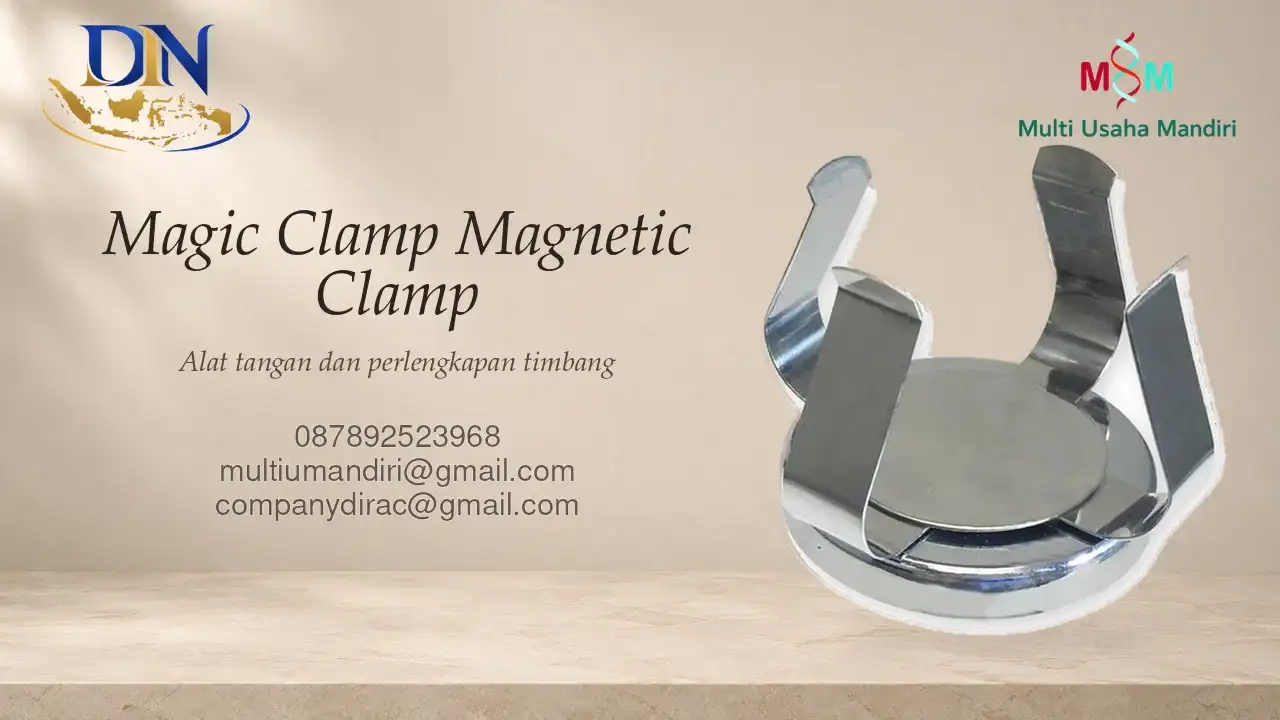 DN
M M
Multi Usaha Mandiri
Magic Clamp Magnetic
Clamp
Alat tangan dan perlengkapan timbang
087892523968
multiumandiri@gmail.com
companydirac@gmail.com